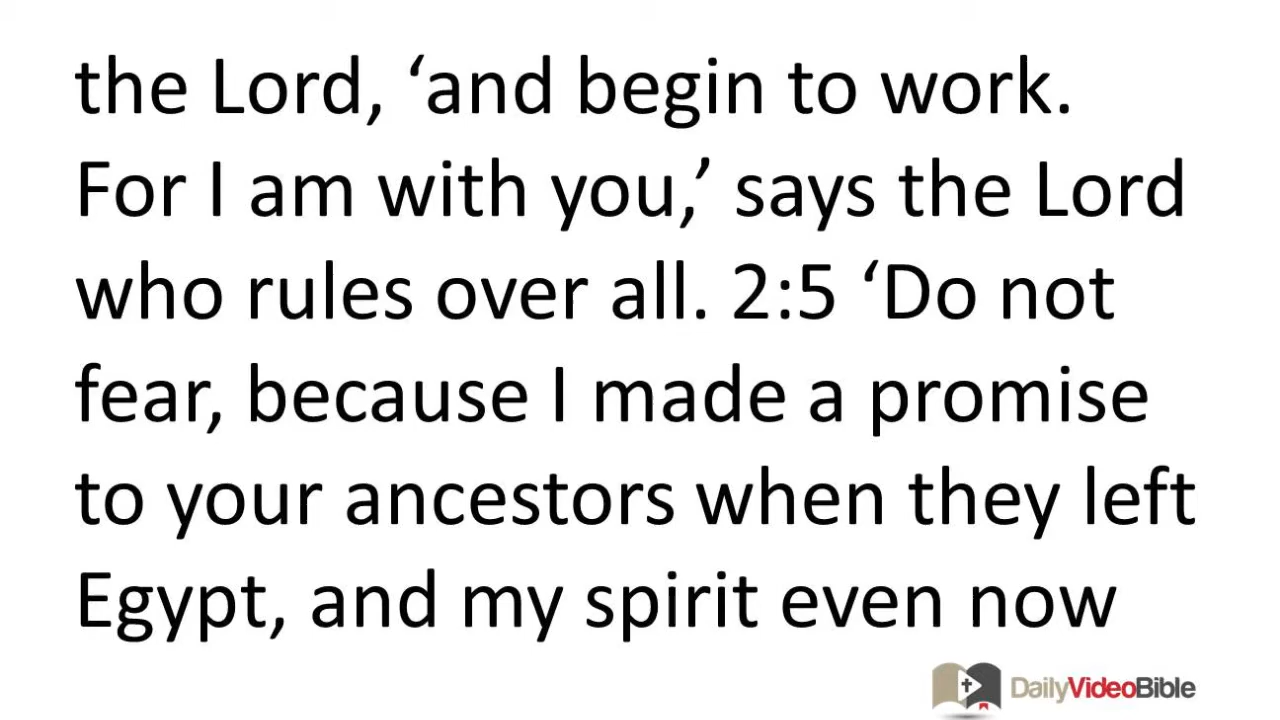 the Lord, ‘and begin to work.
For I am with you,’ says the Lord
who rules over all. 2:5 ‘Do not
fear, because I made a promise
to your ancestors when they left
Egypt, and my spirit even now
DailyVideoBible